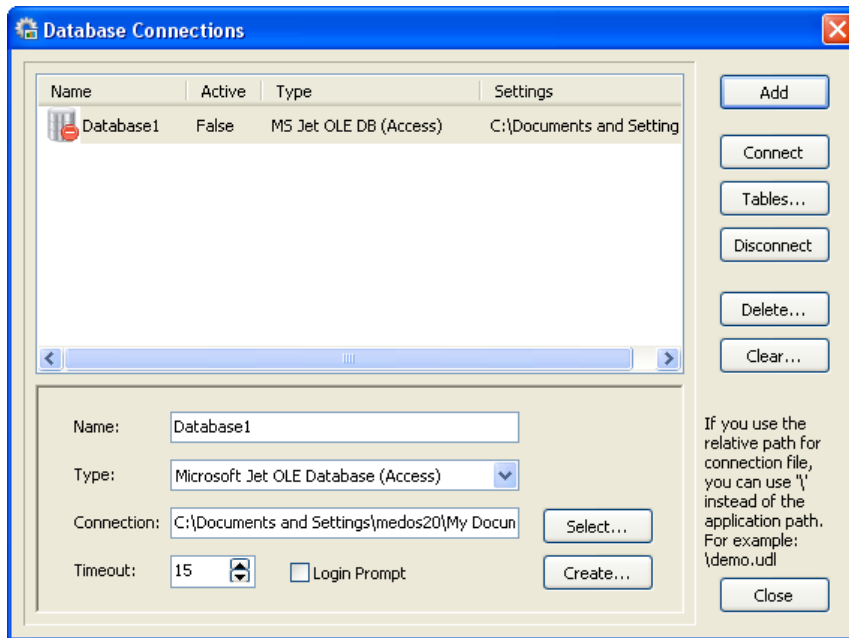 Database Connections
Name Active Type Settings
Database1 False MS Jet OLE DB (Access) C:\Documents and Setting
Add
Connect
Tables...
Disconnect
Delete...
Clear...
Name: Database1
Type: Microsoft Jet OLE Database (Access)
Connection: C:\Documents and Settings\medos20\My Docun Select...
Timeout: 15 Login Prompt Create...
If you use the
relative path for
connection file,
you can use '\'
instead of the
application path.
For example:
\demo.udl
Close